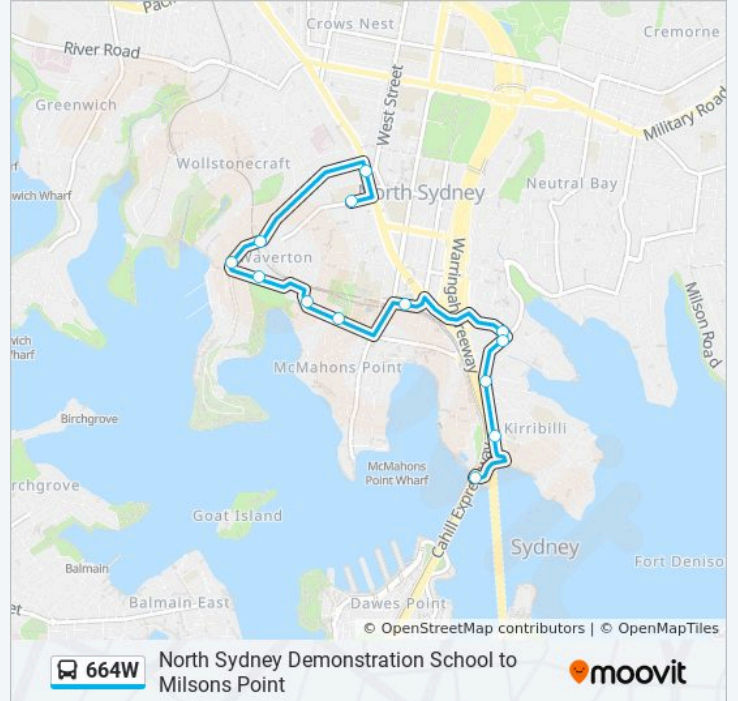 Crows Nest
Cremorne
River Road
Greenwich
West Street
Military Road
Wollstonecraft
North Sydney
Neutral Bay
wich Wharf
Waverton
Warringah Freeway
Milson Road
McMahons Point
Birchgrove
Kirribilli
McMahons
Point Wharf
rchgrove
Cahill Expressway
Goat Island
Sydney
Balmain
Fort Deniso
Balmain East
Dawes Point
© OpenStreetMap contributors | © OpenMapTiles
664W
North Sydney Demonstration School to
Milsons Point
moovit